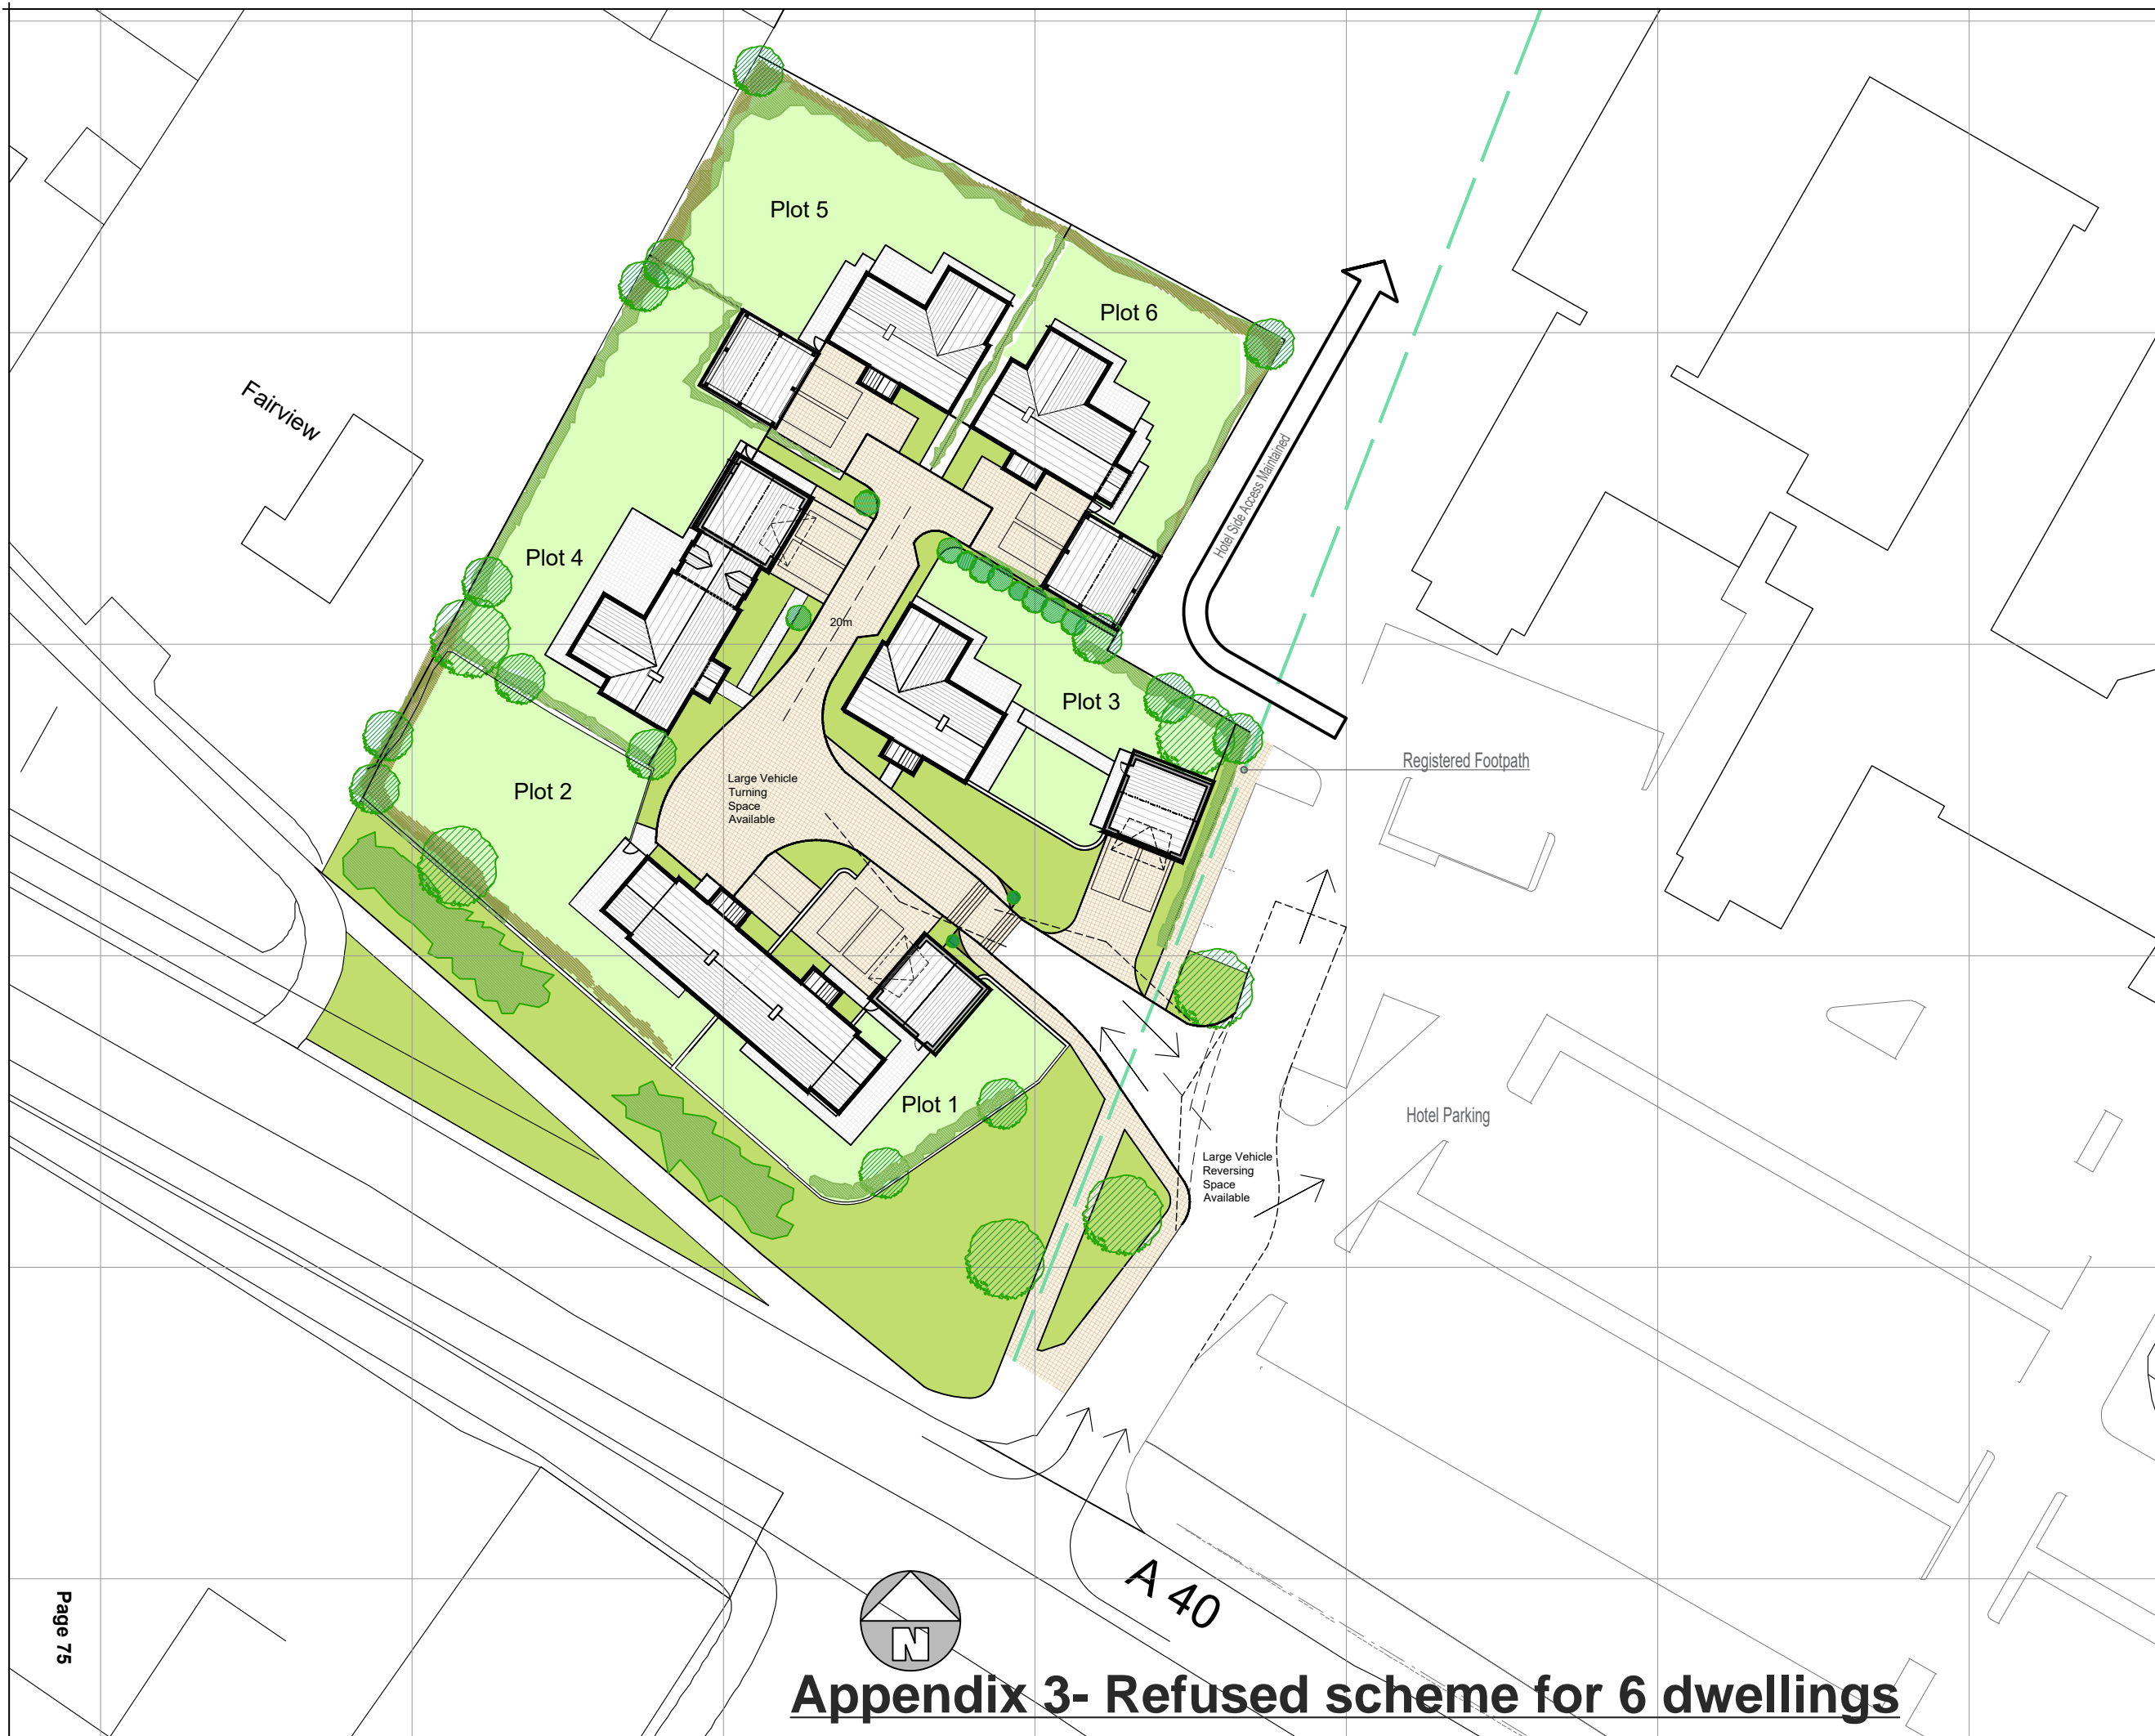 Plot 5
Plot 6
Fairview
Hotel Side Access Maintained
Plot 4
20m
Plot 3
Registered Footpath
Large Vehicle
Turning
Space
Available
Plot 2
Plot 1
Hotel Parking
Large Vehicle
Reversing
Space
Available
A 40
Page 75
N
Appendix 3- Refused scheme for 6 dwellings